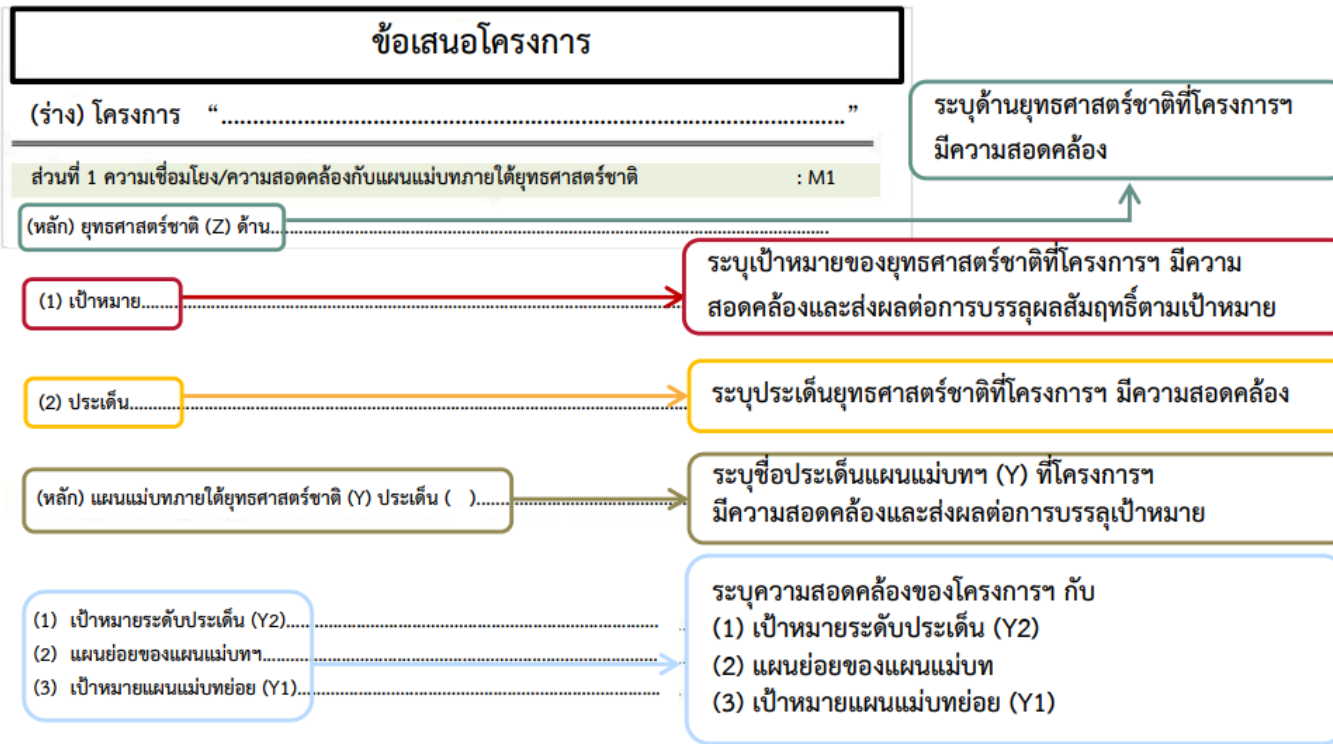 ข้อเสนอโครงการ
(ร่าง) โครงการ “..........................................................................................”
ระบุด้านยุทธศาสตร์ชาติที่โครงการฯ
มีความสอดคล้อง
ส่วนที่ 1 ความเชื่อมโยง/ความสอดคล้องกับแผนแม่บทภายใต้ยุทธศาสตร์ชาติ : M1
(หลัก) ยุทธศาสตร์ชาติ (Z) ด้าน..........................................................................................
(1) เป้าหมาย..........................................................................................
ระบุเป้าหมายของยุทธศาสตร์ชาติที่โครงการฯ มีความ
สอดคล้องและส่งผลต่อการบรรลุผลสัมฤทธิ์ตามเป้าหมาย
(2) ประเด็น..........................................................................................
ระบุประเด็นยุทธศาสตร์ชาติที่โครงการฯ มีความสอดคล้อง
(หลัก) แผนแม่บทภายใต้ยุทธศาสตร์ชาติ (Y) ประเด็น ( )..................................................
ระบุชื่อประเด็นแผนแม่บทฯ (Y) ที่โครงการฯ
มีความสอดคล้องและส่งผลต่อการบรรลุเป้าหมาย
(1) เป้าหมายระดับประเด็น (Y2)..........................................................................................
(2) แผนย่อยของแผนแม่บทฯ..........................................................................................
(3) เป้าหมายแผนแม่บทย่อย (Y1)..........................................................................................
ระบุความสอดคล้องของโครงการฯ กับ
(1) เป้าหมายระดับประเด็น (Y2)
(2) แผนย่อยของแผนแม่บท
(3) เป้าหมายแผนแม่บทย่อย (Y1)